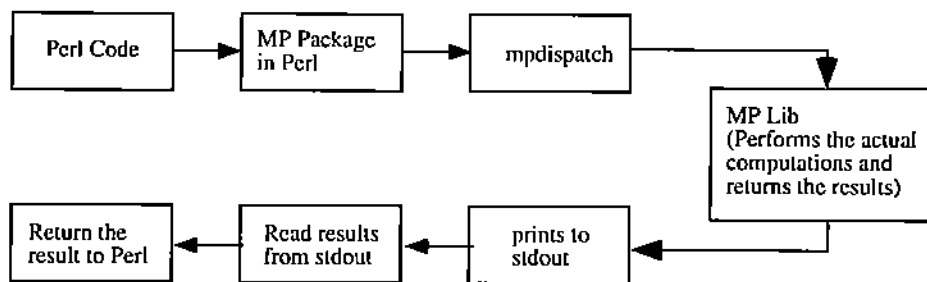 Perl Code
MP Package
in Perl
mpdispatch
MP Lib
(Performs the actual
computations and
returns the results)
prints to
stdout
Read results
from stdout
Return the
result to Perl